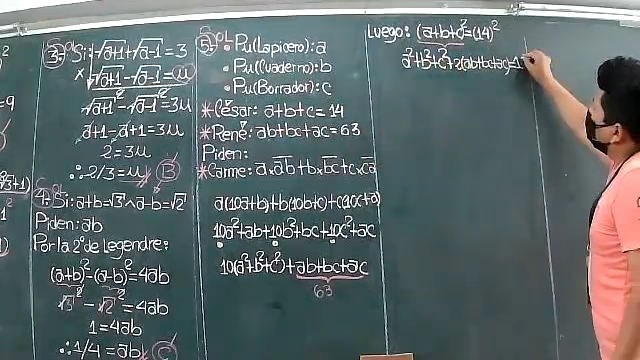 3. Si: √a+1 + √a-1 = 3
x √a+1 - √a-1 = μ
√a+1² - √a-1² = 3μ
a+1 - a+1 = 3μ
2 = 3μ
∴ 2/3 = μ B
4. Si: a+b=√3 ∧ a-b=√2
Piden: ab
Por la 2° de Legendre:
(a+b)² - (a-b)² = 4ab
√3² - √2² = 4ab
1 = 4ab
∴ 1/4 = ab C
5.
• Pu(Lapicero): a
• Pu(Cuaderno): b
• Pu(Borrador): c
* César: a+b+c = 14
* René: ab+bc+ac = 63
Piden:
* Carme: a x ab + b x bc + c x ca
a(10a+b)+b(10b+c)+c(10c+a)
10a²+ab+10b²+bc+10c²+ac
10(a²+b²+c²)+ab+bc+ac
63
Luego: (a+b+c)²=(14)²
a²+b²+c²+2(ab+bc+ac)=1